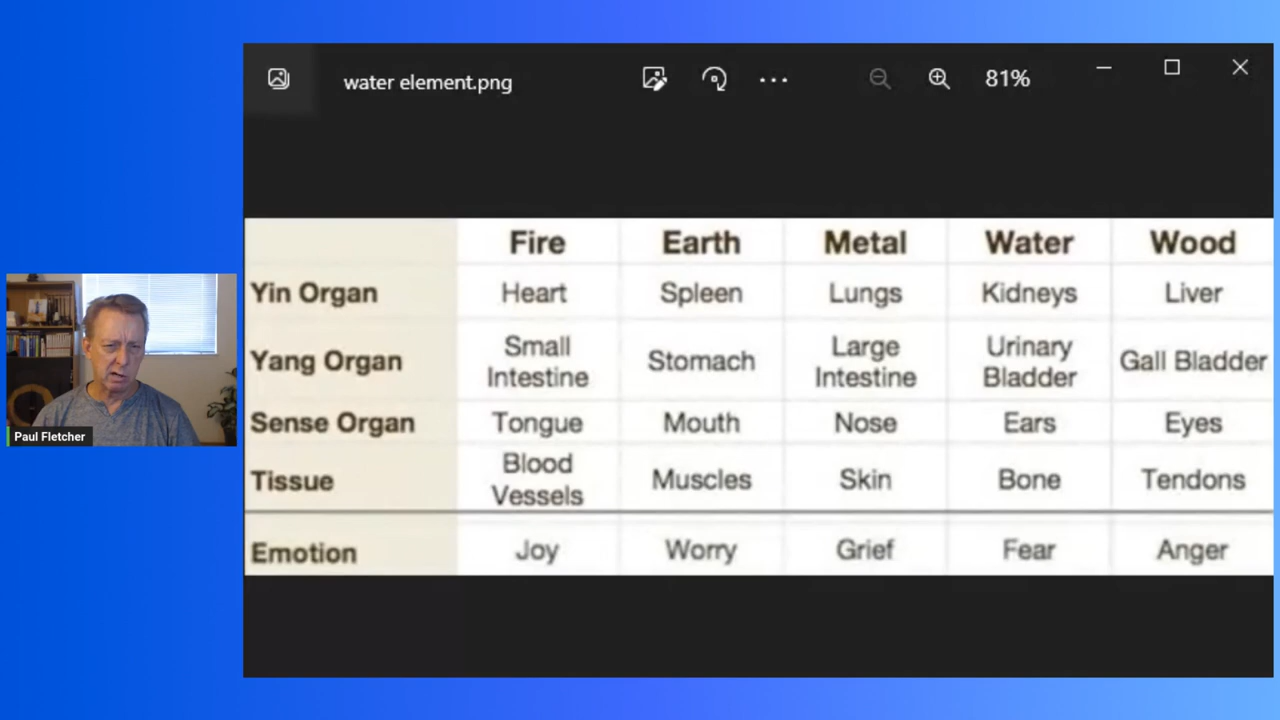 water element.png
81%
Fire Earth Metal Water Wood
Yin Organ Heart Spleen Lungs Kidneys Liver
Yang Organ Small Intestine Stomach Large Intestine Urinary Bladder Gall Bladder
Sense Organ Tongue Mouth Nose Ears Eyes
Tissue Blood Vessels Muscles Skin Bone Tendons
Emotion Joy Worry Grief Fear Anger
Paul Fletcher